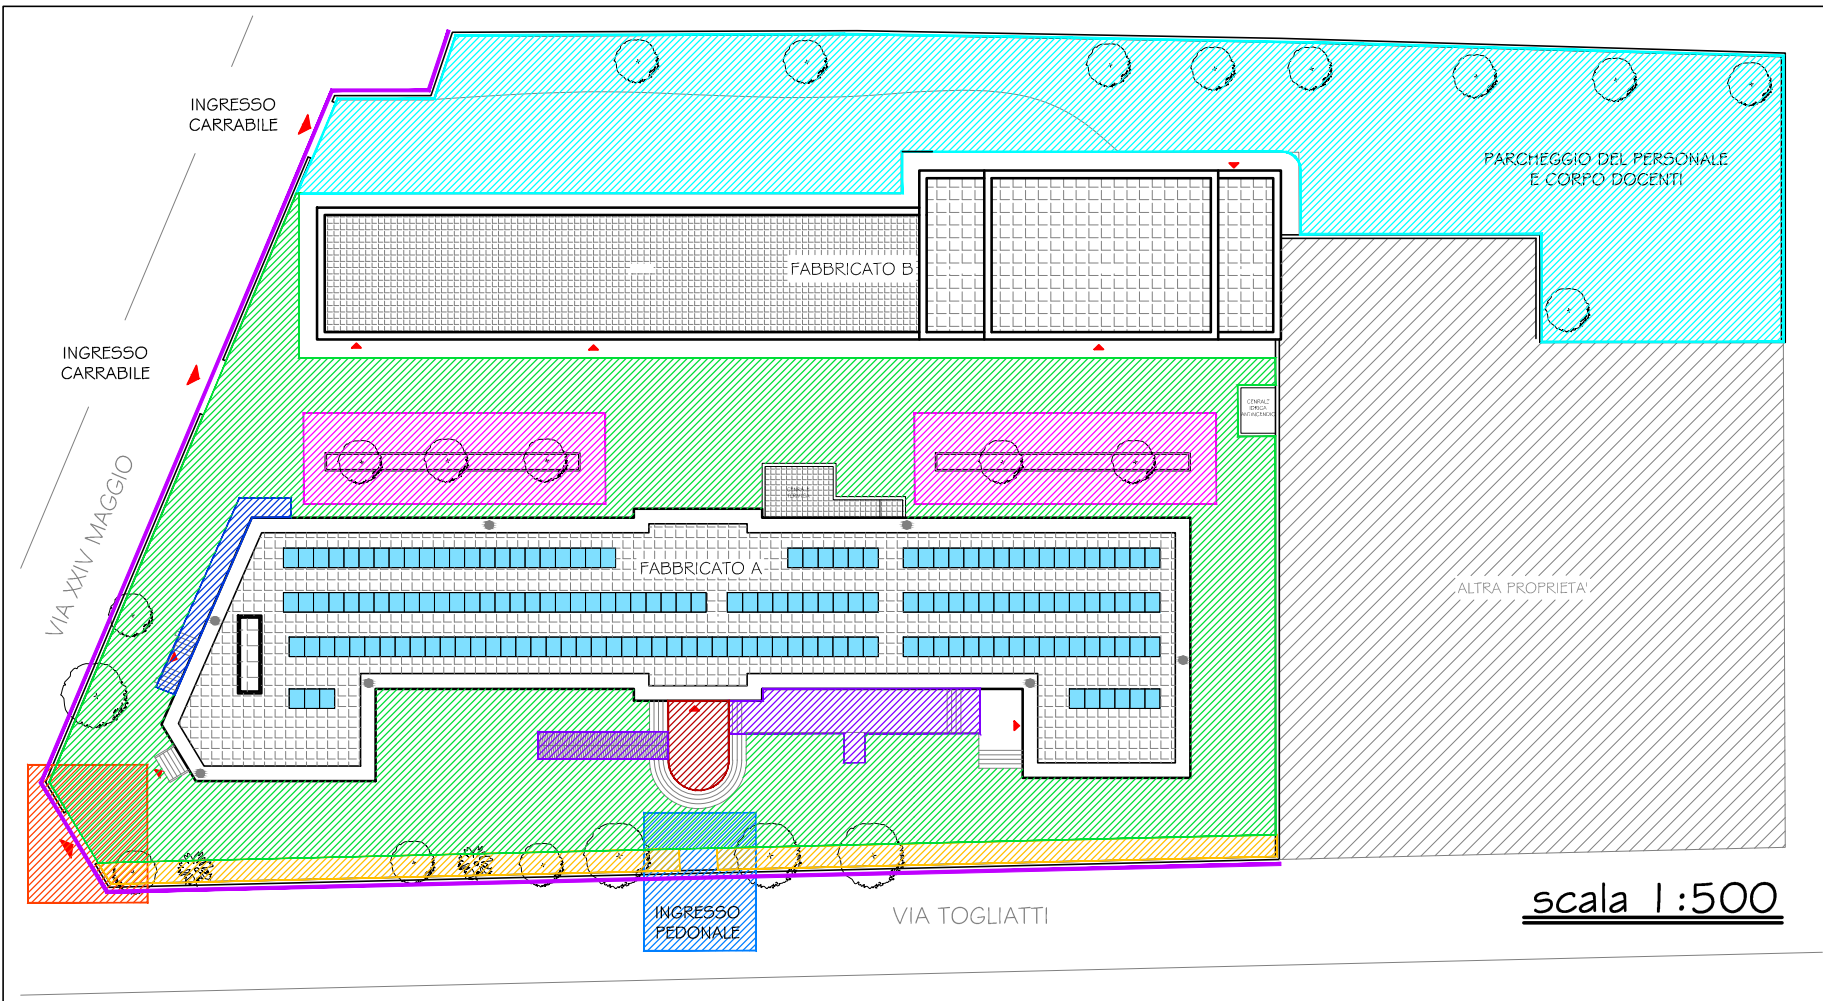 INGRESSO
CARRABILE
PARCHEGGIO DEL PERSONALE
E CORPO DOCENTI
FABBRICATO B
INGRESSO
CARRABILE
IDRICA
VIA XXIV MAGGIO
FABBRICATO A
ALTRA PROPRIETA'
INGRESSO
PEDONALE
VIA TOGLIATTI
scala 1:500